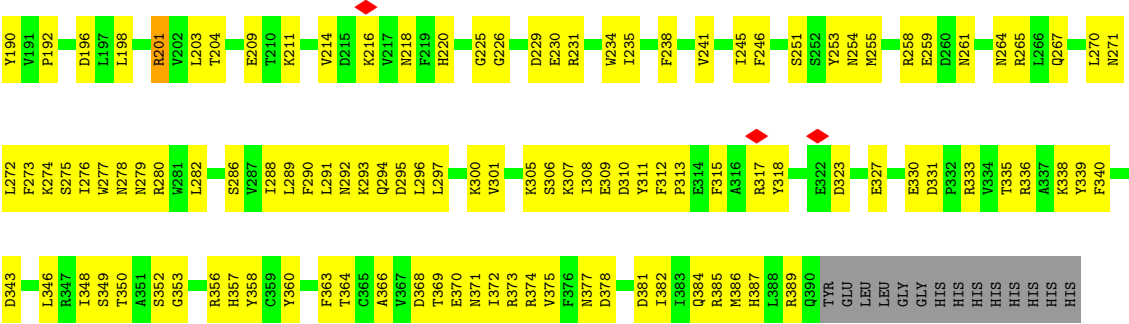 Y190 V191 P192 D196 L197 L198 R201 V202 L203 T204 E209 T210 K211 V214 D215 K216 V217 N218 F219 H220 G225 G226 D229 E230 R231 W234 I235 F238 V241 I245 F246 S251 S252 Y253 N254 M255 R258 E259 D260 N261 N264 R265 L266 Q267 L270 N271
L272 F273 K274 S275 I276 W277 N278 N279 R280 W281 L282 S286 V287 I288 L289 F290 L291 N292 K293 Q294 D295 L296 L297 K300 V301 K305 S306 K307 I308 E309 D310 Y311 F312 P313 E314 F315 A316 R317 Y318 E322 D323 E327 E330 D331 P332 R333 V334 T335 R336 A337 K338 Y339 F340
D343 L346 R347 I348 S349 T350 A351 S352 G353 R356 H357 Y358 C359 Y360 F363 T364 C365 A366 V367 D368 T369 E370 N371 I372 R373 R374 V375 F376 N377 D378 D381 I382 I383 Q384 R385 M386 H387 L388 R389 Q390 TYR GLU LEU LEU GLY GLY HIS HIS HIS HIS HIS HIS HIS HIS